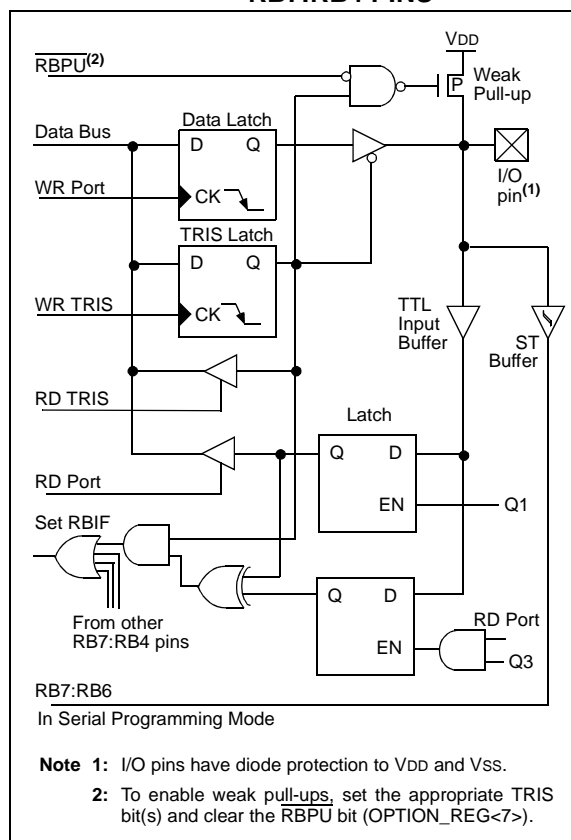 RB7:RB4 PINS
VDD
RBPU(2)
P
Weak
Pull-up
Data Latch
Data Bus
D Q
I/O
pin(1)
WR Port
CK
TRIS Latch
D Q
WR TRIS
CK
TTL
Input
Buffer
ST
Buffer
RD TRIS
Latch
Q D
RD Port
EN
Q1
Set RBIF
Q D
RD Port
EN
Q3
From other
RB7:RB4 pins
RB7:RB6
In Serial Programming Mode
Note 1: I/O pins have diode protection to VDD and VSS.
2: To enable weak pull-ups, set the appropriate TRIS
bit(s) and clear the RBPU bit (OPTION_REG<7>).